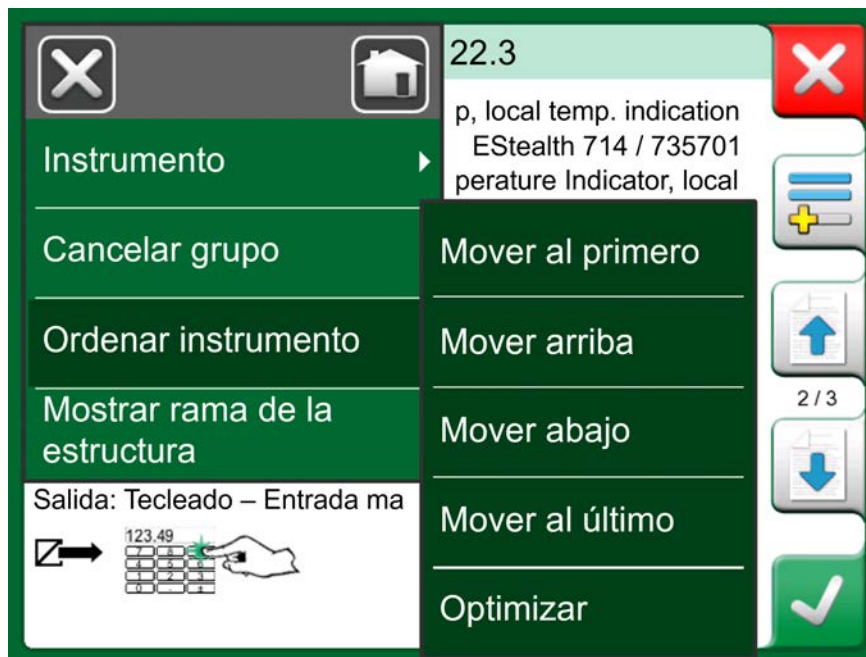 22.3
p, local temp. indication
EStealth 714 / 735701
perature Indicator, local
Instrumento
Cancelar grupo
Ordenar instrumento
Mostrar rama de la
estructura
Mover al primero
Mover arriba
Mover abajo
Mover al último
Optimizar
2 / 3
Salida: Tecleado – Entrada ma
123.49